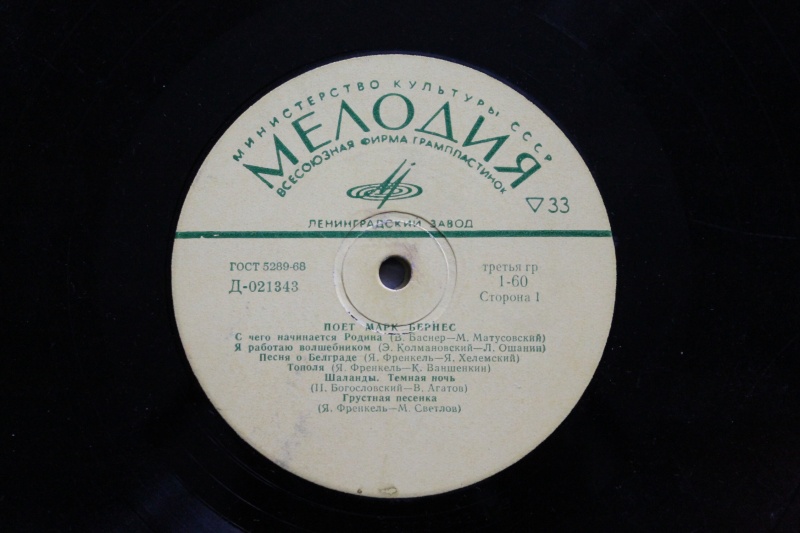 МИНИСТЕРСТВО КУЛЬТУРЫ СССР
МЕЛОДИЯ
ВСЕСОЮЗНАЯ ФИРМА ГРАМПЛАСТИНОК
▽33
ЛЕНИНГРАДСКИЙ ЗАВОД
ГОСТ 5289-68
Д-021343
третья гр
1-60
Сторона I
ПОЕТ МАРК БЕРНЕС
С чего начинается Родина (В. Баснер—М. Матусовский)
Я работаю волшебником (Э. Колмановский—Л. Ошанин)
Песня о Белграде (Я. Френкель—Я. Хелемский)
Тополя (Я. Френкель—К. Ваншенкин)
Шаланды. Темная ночь
(Н. Богословский—В. Агатов)
Грустная песенка
(Я. Френкель—М. Светлов)